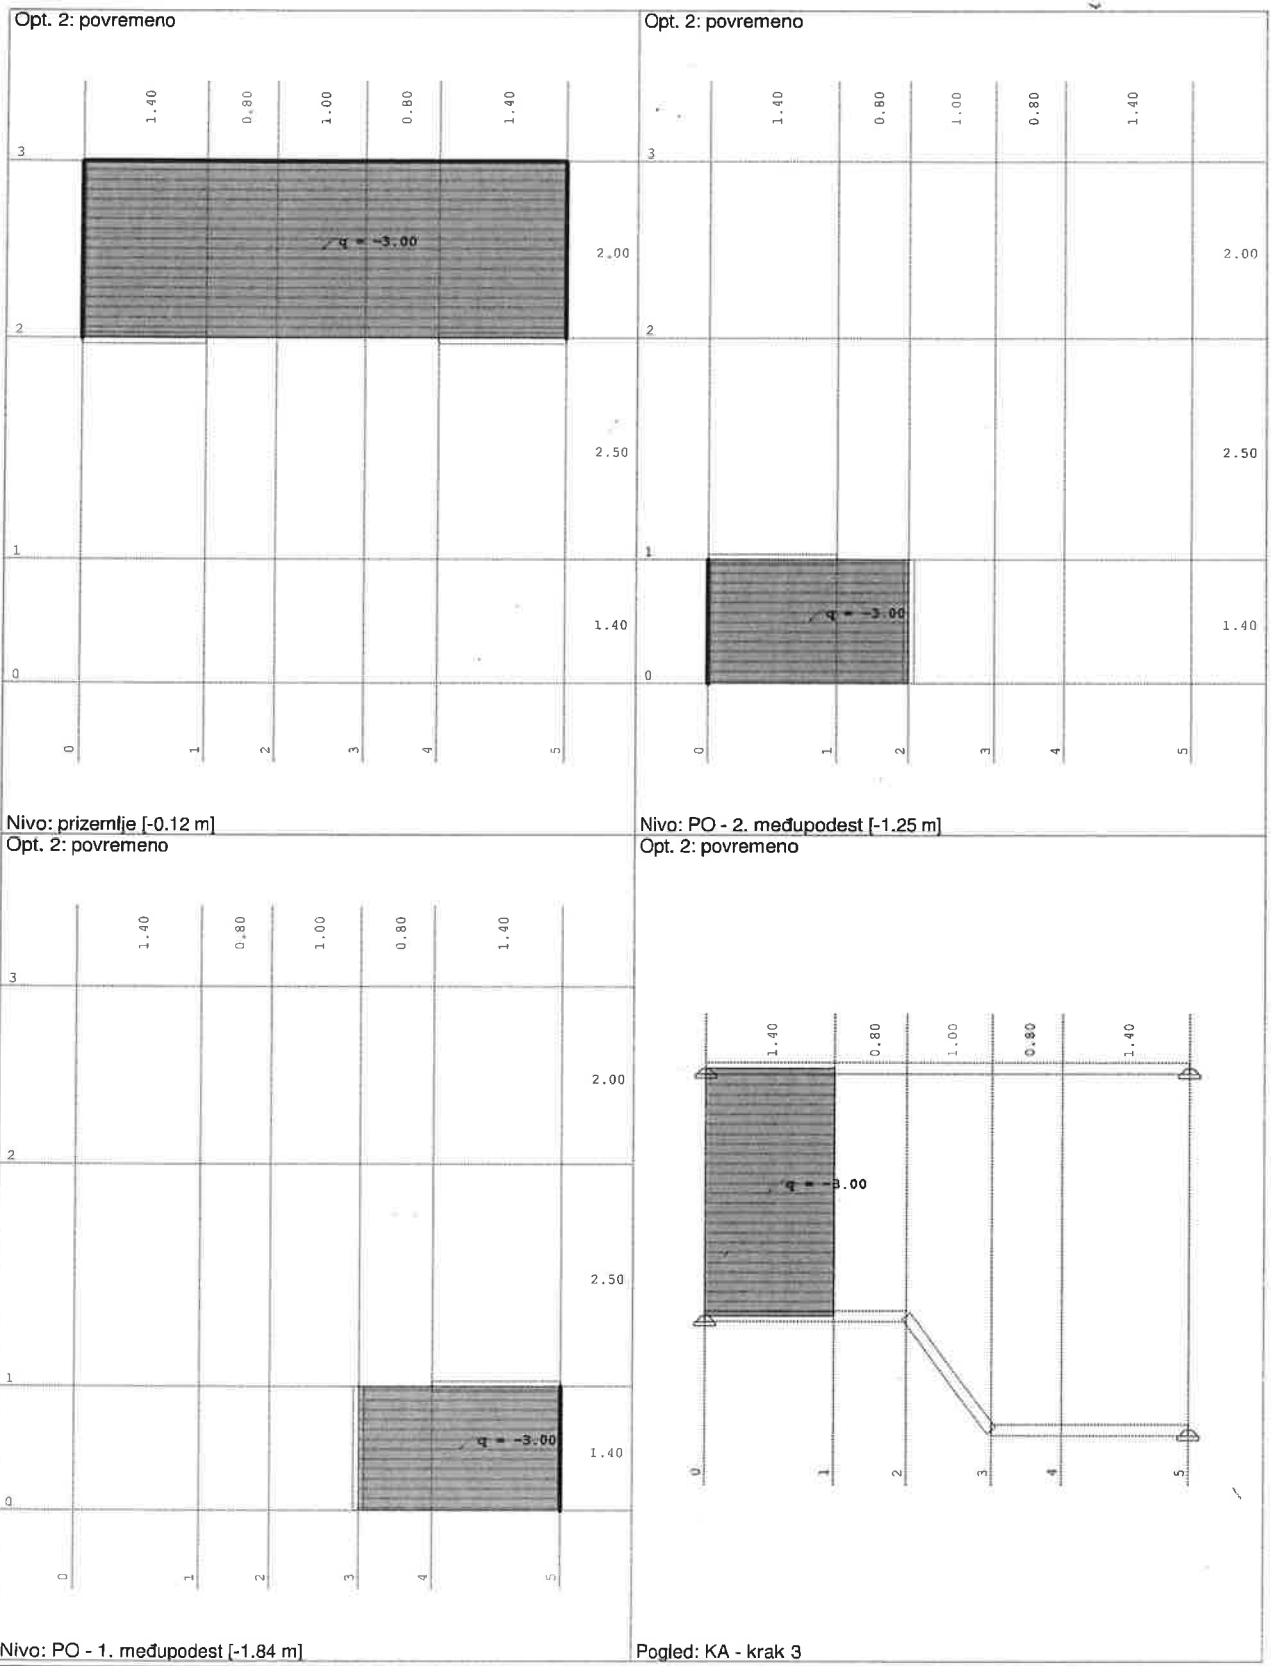 Opt. 2: povremeno
1.40 0.80 1.00 0.80 1.40
3
q = -3.00
2.00
2
2.50
1
1.40
0
0 1 2 3 4 5
Nivo: prizemlje [-0.12 m]
Opt. 2: povremeno
1.40 0.80 1.00 0.80 1.40
3
2.00
2
2.50
1
q = -3.00
1.40
0
0 1 2 3 4 5
Nivo: PO - 2. međupodest [-1.25 m]
Opt. 2: povremeno
1.40 0.80 1.00 0.80 1.40
3
2.00
2
2.50
1
q = -3.00
1.40
0
0 1 2 3 4 5
Nivo: PO - 1. međupodest [-1.84 m]
Opt. 2: povremeno
1.40 0.80 1.00 0.80 1.40
q = -3.00
0 1 2 3 4 5
Pogled: KA - krak 3